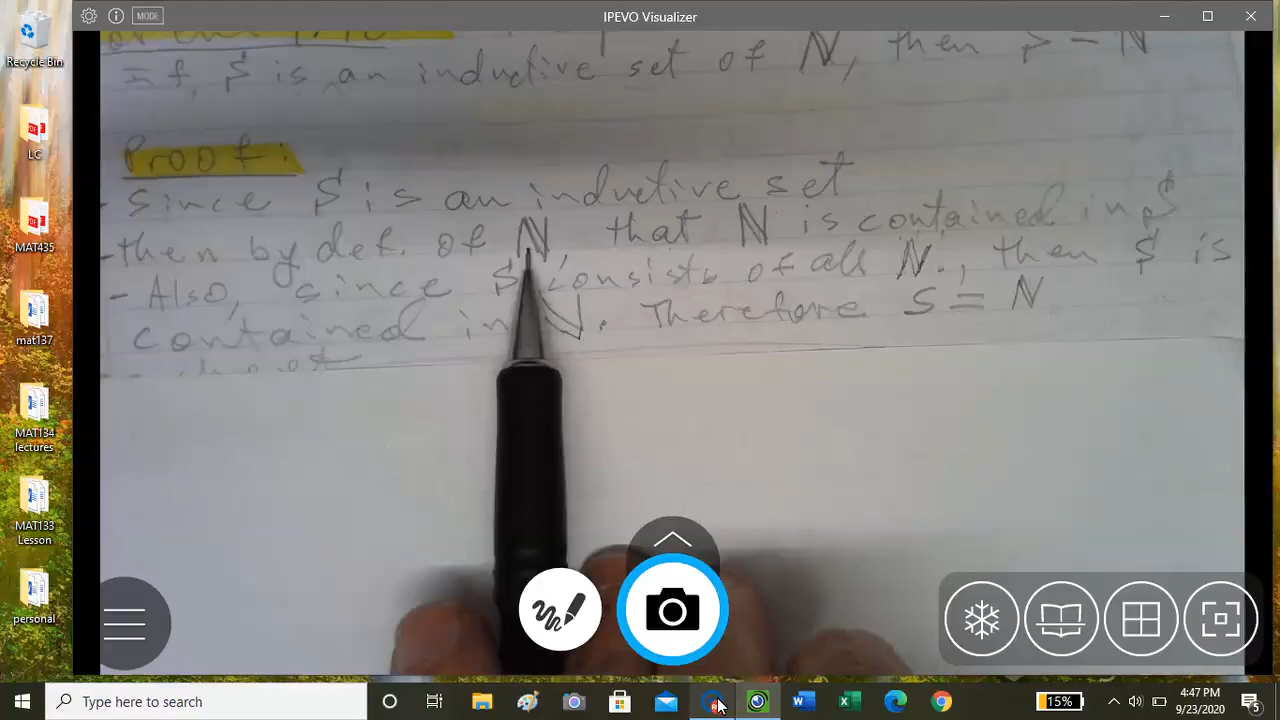 IPEVO Visualizer
MODE
Recycle Bin
LC
MAT435
mat137
MAT134
lectures
MAT133
Lesson
personal
If S is an inductive set of N, then S = N
Proof:
- Since S is an inductive set
- then by def. of N, that N is contained in S
- Also, since S consists of all N., then S is
contained in N. Therefore S = N
Type here to search
15%
4:47 PM
9/23/2020
5